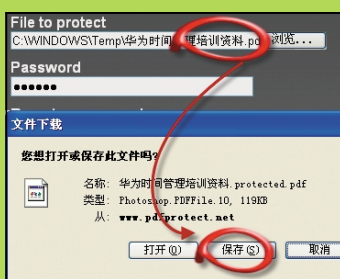 File to protect
C:\WINDOWS\Temp\华为时间管理培训资料.pd 浏览...
Password
●●●●●●
文件下载
您想打开或保存此文件吗?
名称: 华为时间管理培训资料.protected.pdf
类型: Photoshop.PDFFile.10, 119KB
从: www.pdfprotect.net
打开(O) 保存(S) 取消